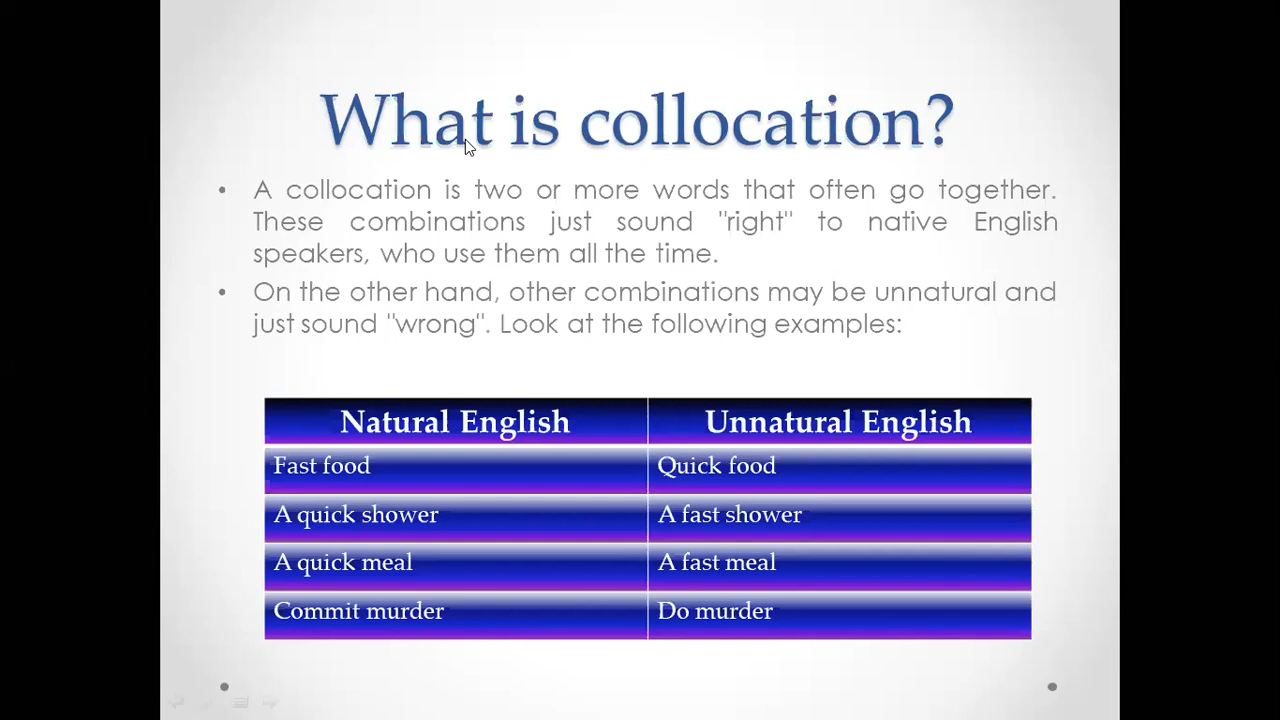 What is collocation?
• A collocation is two or more words that often go together.
These combinations just sound "right" to native English
speakers, who use them all the time.
• On the other hand, other combinations may be unnatural and
just sound "wrong". Look at the following examples:
Natural English Unnatural English
Fast food Quick food
A quick shower A fast shower
A quick meal A fast meal
Commit murder Do murder